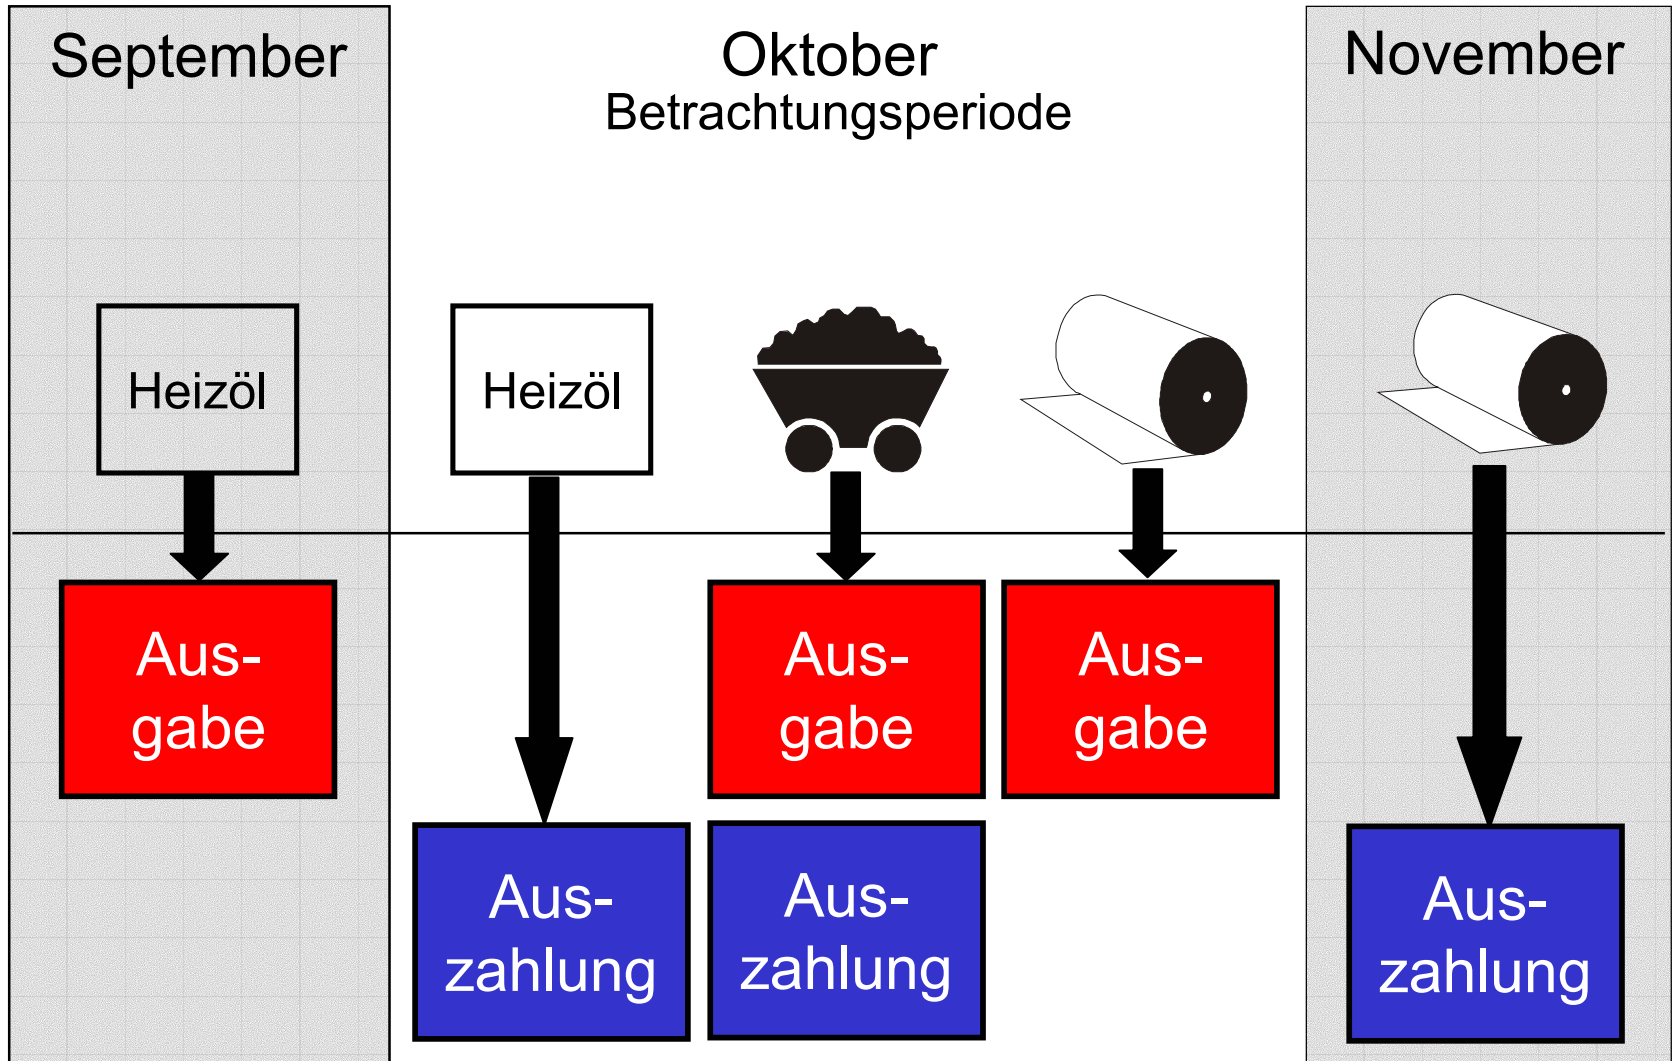 September
Oktober
Betrachtungsperiode
November
Heizöl
Heizöl
Aus-
gabe
Aus-
gabe
Aus-
gabe
Aus-
zahlung
Aus-
zahlung
Aus-
zahlung